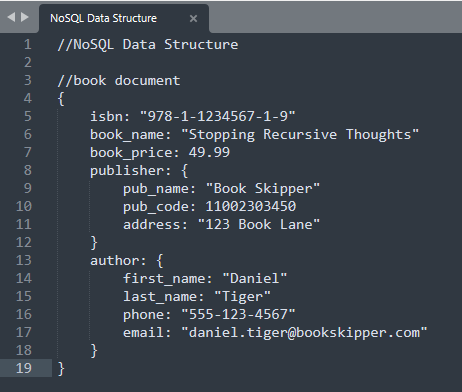 NoSQL Data Structure
1 //NoSQL Data Structure
2
3 //book document
4 {
5 isbn: "978-1-1234567-1-9"
6 book_name: "Stopping Recursive Thoughts"
7 book_price: 49.99
8 publisher: {
9 pub_name: "Book Skipper"
10 pub_code: 11002303450
11 address: "123 Book Lane"
12 }
13 author: {
14 first_name: "Daniel"
15 last_name: "Tiger"
16 phone: "555-123-4567"
17 email: "daniel.tiger@bookskipper.com"
18 }
19 }